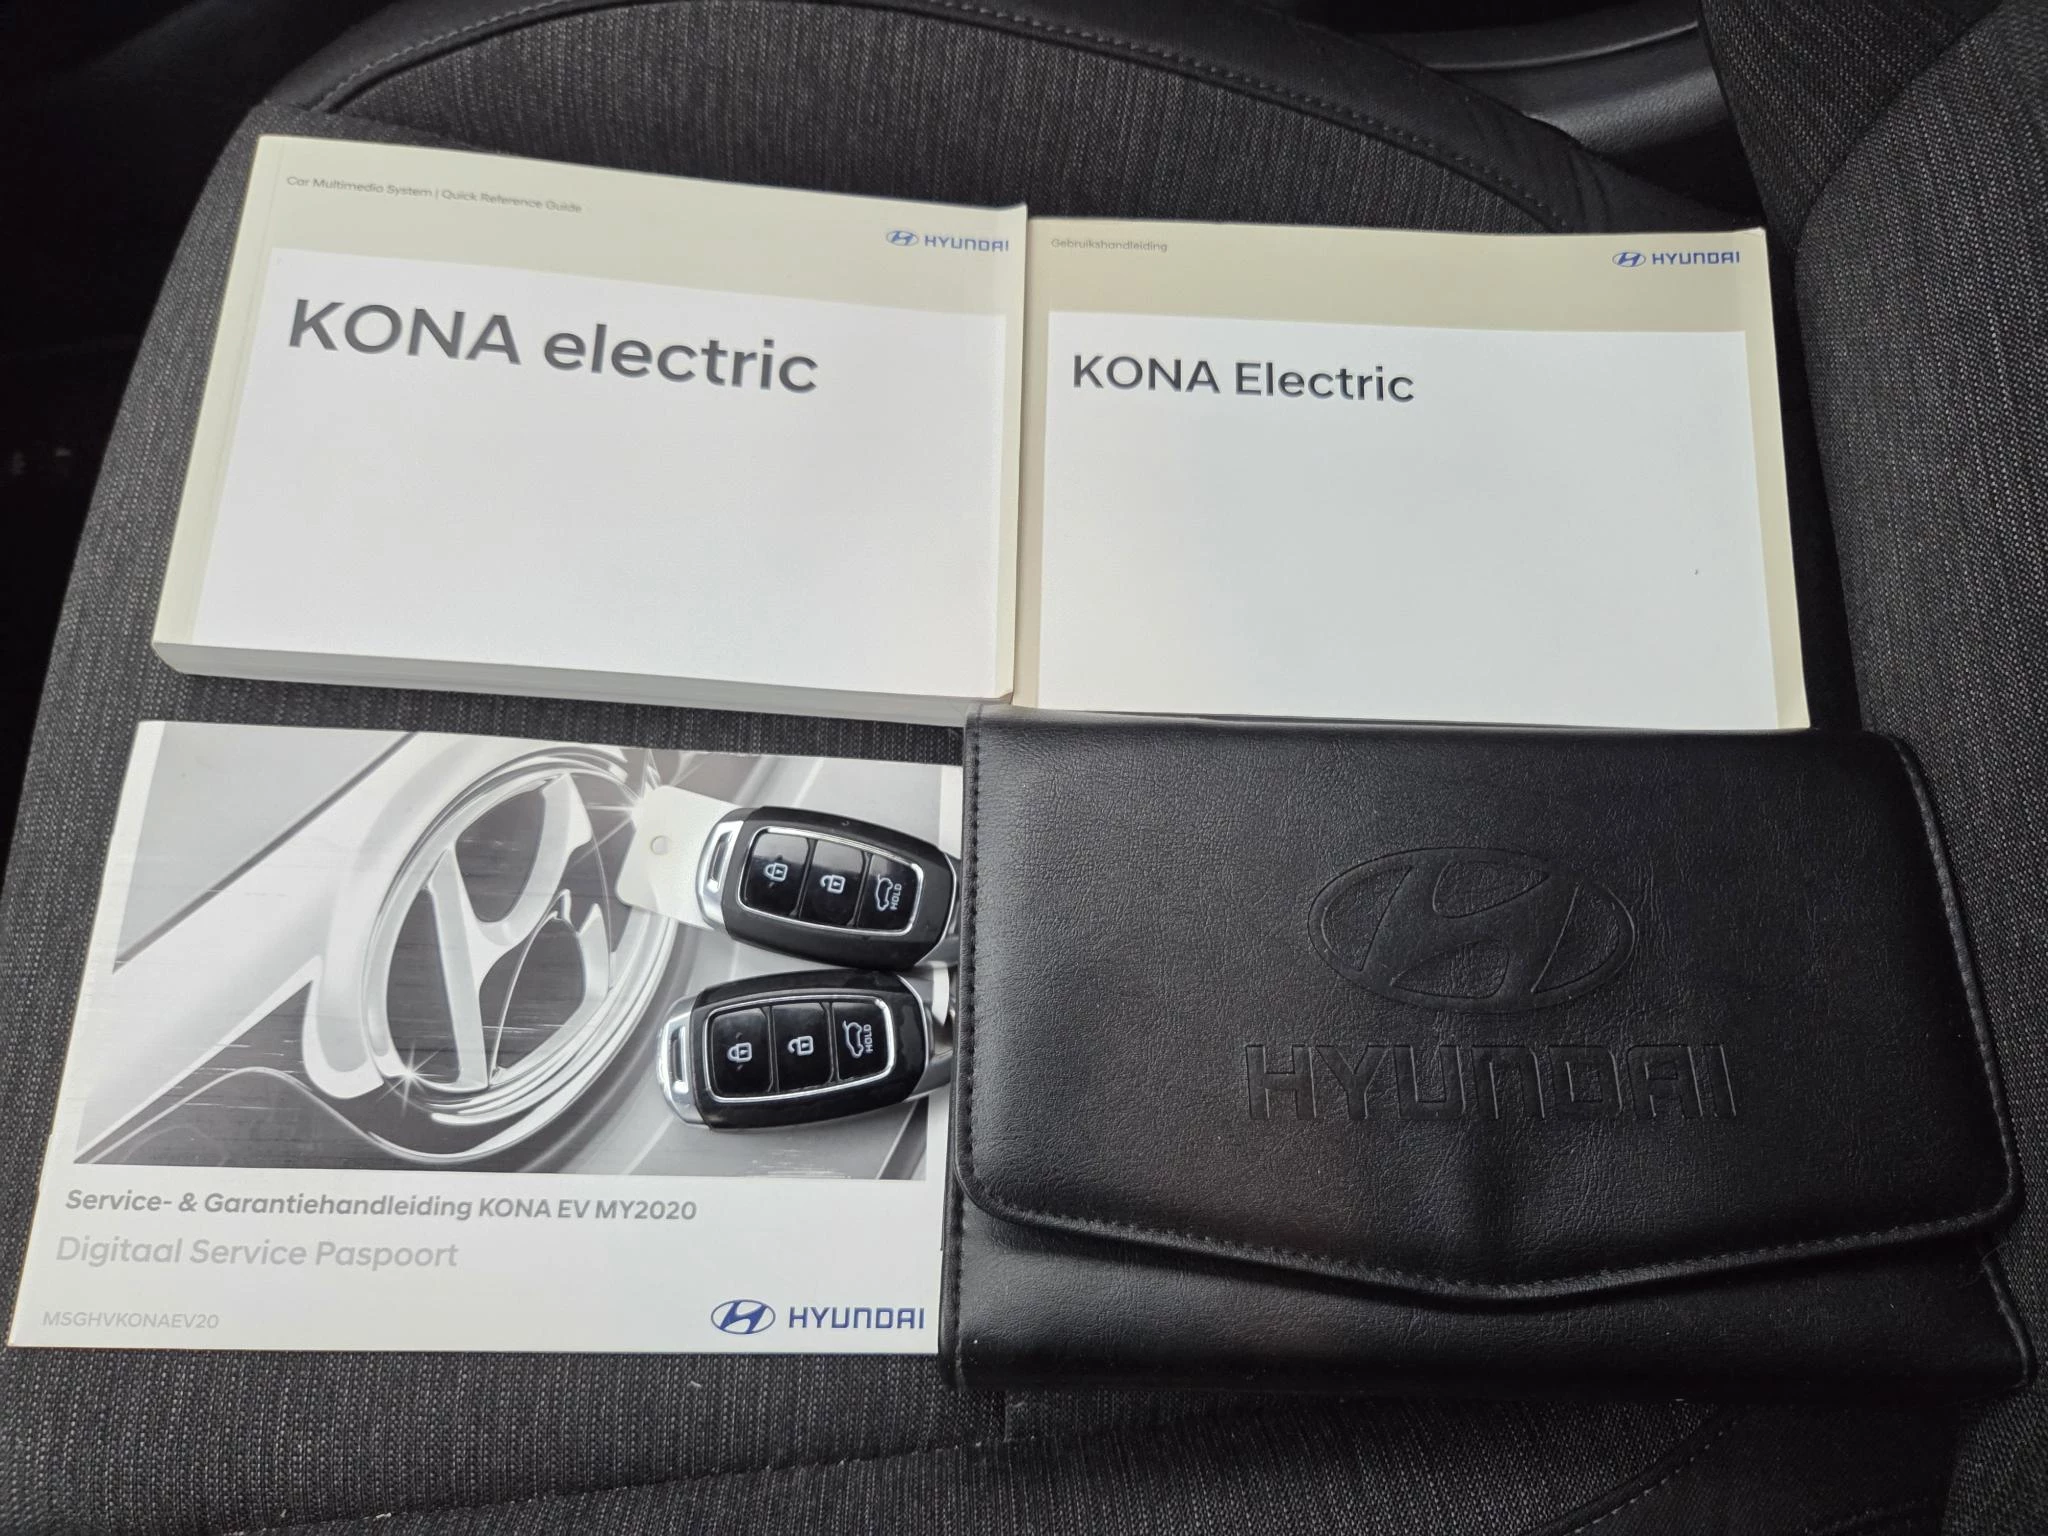 Car Multimedia System | Quick Reference Guide
HYUNDAI
KONA electric
Gebruikshandleiding
HYUNDAI
KONA Electric
HOLD
HOLD
Service- & Garantiehandleiding KONA EV MY2020
Digitaal Service Paspoort
MSGHVKONAEV20
HYUNDAI
HYUNDAI